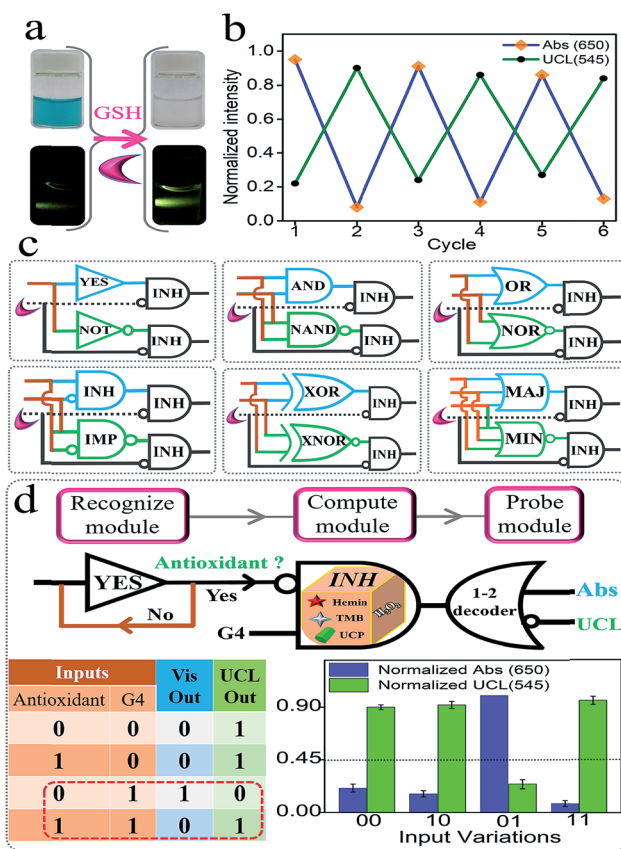 a
GSH
b
Normalized intensity
1.0
0.8
0.6
0.4
0.2
0.0
Abs (650)
UCL(545)
1 2 3 4 5 6
Cycle
c
YES INH
NOT INH
AND INH
NAND INH
OR INH
NOR INH
INH INH
IMP INH
XOR INH
XNOR INH
MAJ INH
MIN INH
d
Recognize module
Compute module
Probe module
YES
Antioxidant ?
No
Yes
G4
INH
Hemin
TMB
UCP
H₂O₂
1-2
decoder
Abs
UCL
Inputs Vis Out UCL Out
Antioxidant G4
0 0 0 1
1 0 0 1
0 1 1 0
1 1 0 1
Normalized Abs (650)
Normalized UCL(545)
0.90
0.45
0.00
00 10 01 11
Input Variations